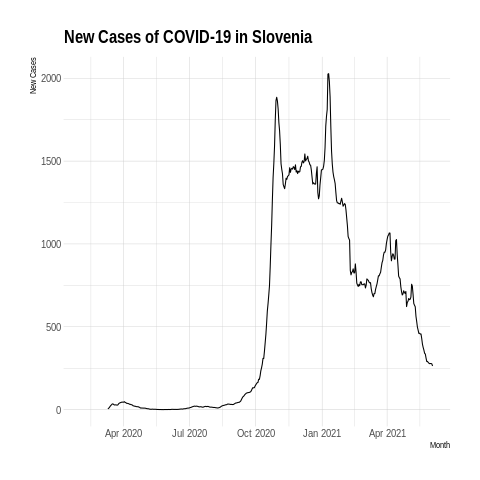 New Cases of COVID-19 in Slovenia
New Cases
2000
1500
1000
500
0
Apr 2020 Jul 2020 Oct 2020 Jan 2021 Apr 2021
Month